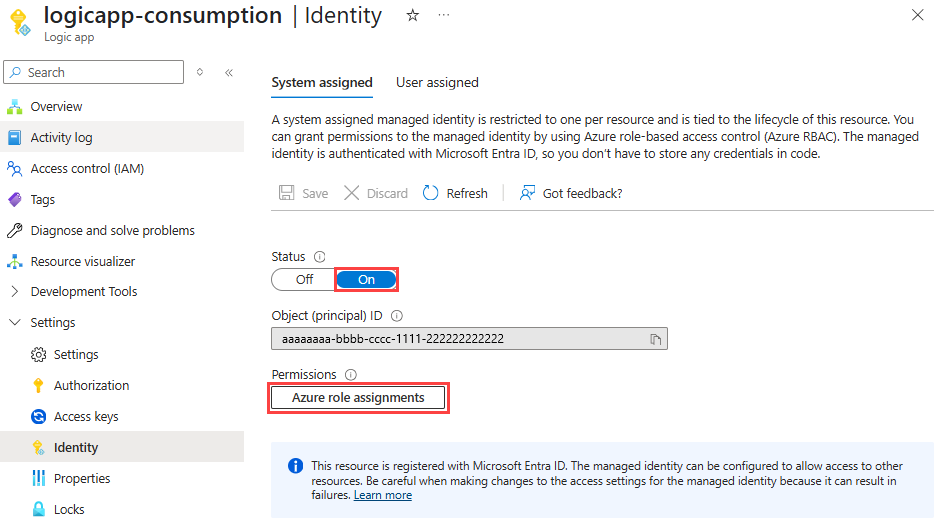 logicapp-consumption | Identity
Logic app
Search
Overview
Activity log
Access control (IAM)
Tags
Diagnose and solve problems
Resource visualizer
Development Tools
Settings
Settings
Authorization
Access keys
Identity
Properties
Locks
System assigned User assigned
A system assigned managed identity is restricted to one per resource and is tied to the lifecycle of this resource. You
can grant permissions to the managed identity by using Azure role-based access control (Azure RBAC). The managed
identity is authenticated with Microsoft Entra ID, so you don't have to store any credentials in code.
Save Discard Refresh Got feedback?
Status
Off On
Object (principal) ID
aaaaaaaa-bbbb-cccc-1111-222222222222
Permissions
Azure role assignments
This resource is registered with Microsoft Entra ID. The managed identity can be configured to allow access to other
resources. Be careful when making changes to the access settings for the managed identity because it can result in
failures. Learn more